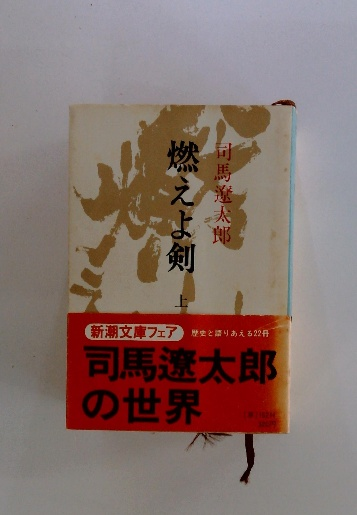 司馬遼太郎
燃えよ剣
上
新潮文庫フェア
歴史と語りあえる22冊
司馬遼太郎
の世界